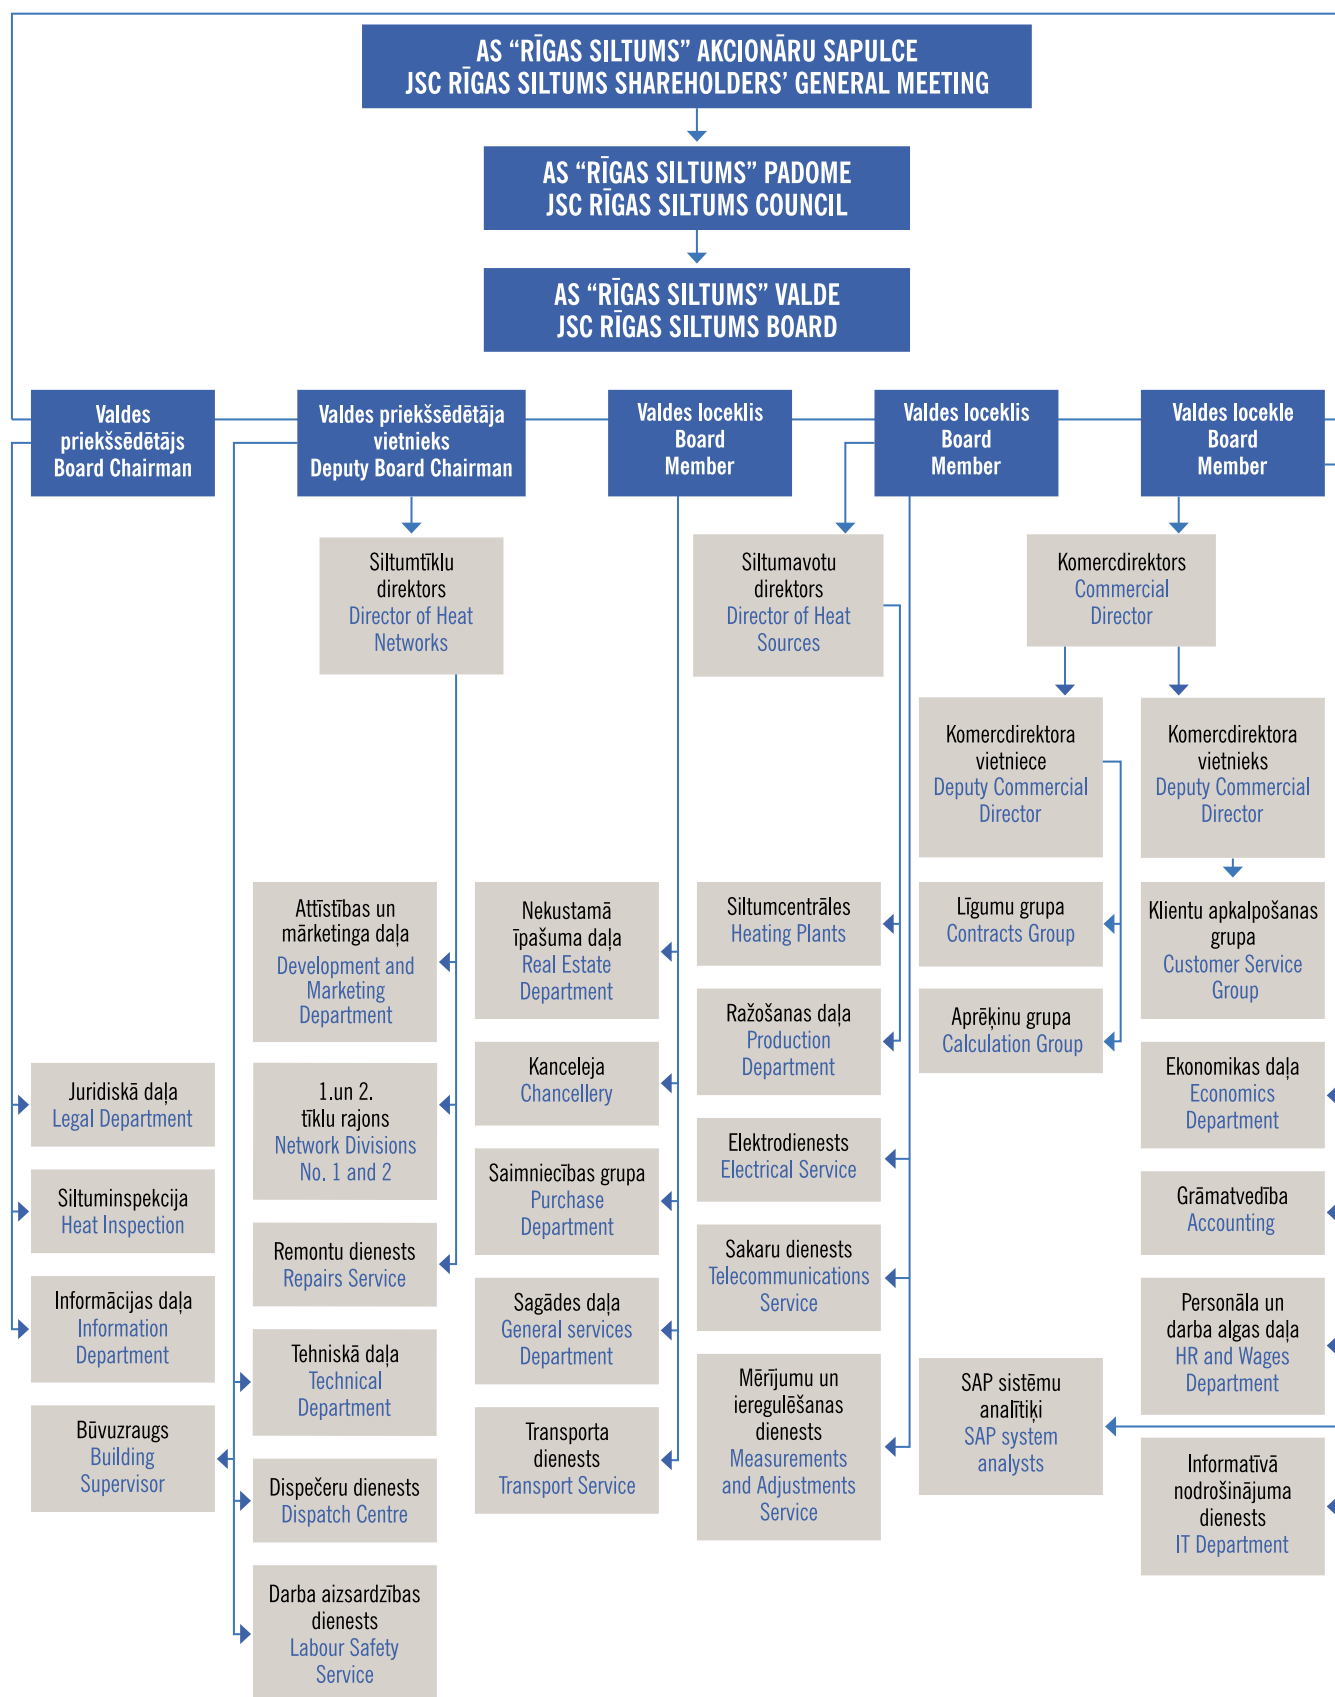 AS “RĪGAS SILTUMS” AKCIONĀRU SAPULCE
JSC RĪGAS SILTUMS SHAREHOLDERS’ GENERAL MEETING
AS “RĪGAS SILTUMS” PADOME
JSC RĪGAS SILTUMS COUNCIL
AS “RĪGAS SILTUMS” VALDE
JSC RĪGAS SILTUMS BOARD
Valdes
priekšsēdētājs
Board Chairman
Valdes priekšsēdētāja
vietnieks
Deputy Board Chairman
Valdes loceklis
Board
Member
Valdes loceklis
Board
Member
Valdes locekle
Board
Member
Siltumtīklu
direktors
Director of Heat
Networks
Siltumavotu
direktors
Director of Heat
Sources
Komercdirektors
Commercial
Director
Komercdirektora
vietniece
Deputy Commercial
Director
Komercdirektora
vietnieks
Deputy Commercial
Director
Attīstības un
mārketinga daļa
Development and
Marketing
Department
Nekustamā
īpašuma daļa
Real Estate
Department
Siltumcentrāles
Heating Plants
Līgumu grupa
Contracts Group
Klientu apkalpošanas
grupa
Customer Service
Group
Ražošanas daļa
Production
Department
Aprēķinu grupa
Calculation Group
Juridiskā daļa
Legal Department
1.un 2.
tīklu rajons
Network Divisions
No. 1 and 2
Kanceleja
Chancellery
Ekonomikas daļa
Economics
Department
Elektrodienests
Electrical Service
Saimniecības grupa
Purchase
Department
Siltuminspekcija
Heat Inspection
Grāmatvedība
Accounting
Remontu dienests
Repairs Service
Sakaru dienests
Telecommunications
Service
Informācijas daļa
Information
Department
Sagādes daļa
General services
Department
Personāla un
darba algas daļa
HR and Wages
Department
Tehniskā daļa
Technical
Department
Mērījumu un
ieregulēšanas
dienests
Measurements
and Adjustments
Service
SAP sistēmu
analītiķi
SAP system
analysts
Būvuzraugs
Building
Supervisor
Transporta
dienests
Transport Service
Informatīvā
nodrošinājuma
dienests
IT Department
Dispečeru dienests
Dispatch Centre
Darba aizsardzības
dienests
Labour Safety
Service